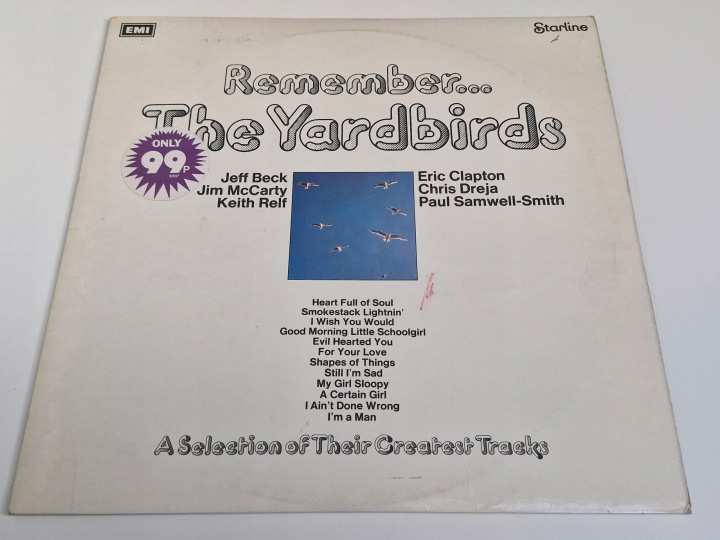 EMI
Starline
Remember...
The Yardbirds
ONLY
99P
RRP
Jeff Beck
Jim McCarty
Keith Relf
Eric Clapton
Chris Dreja
Paul Samwell-Smith
Heart Full of Soul
Smokestack Lightnin'
I Wish You Would
Good Morning Little Schoolgirl
Evil Hearted You
For Your Love
Shapes of Things
Still I'm Sad
My Girl Sloopy
A Certain Girl
I Ain't Done Wrong
I'm a Man
A Selection of Their Greatest Tracks